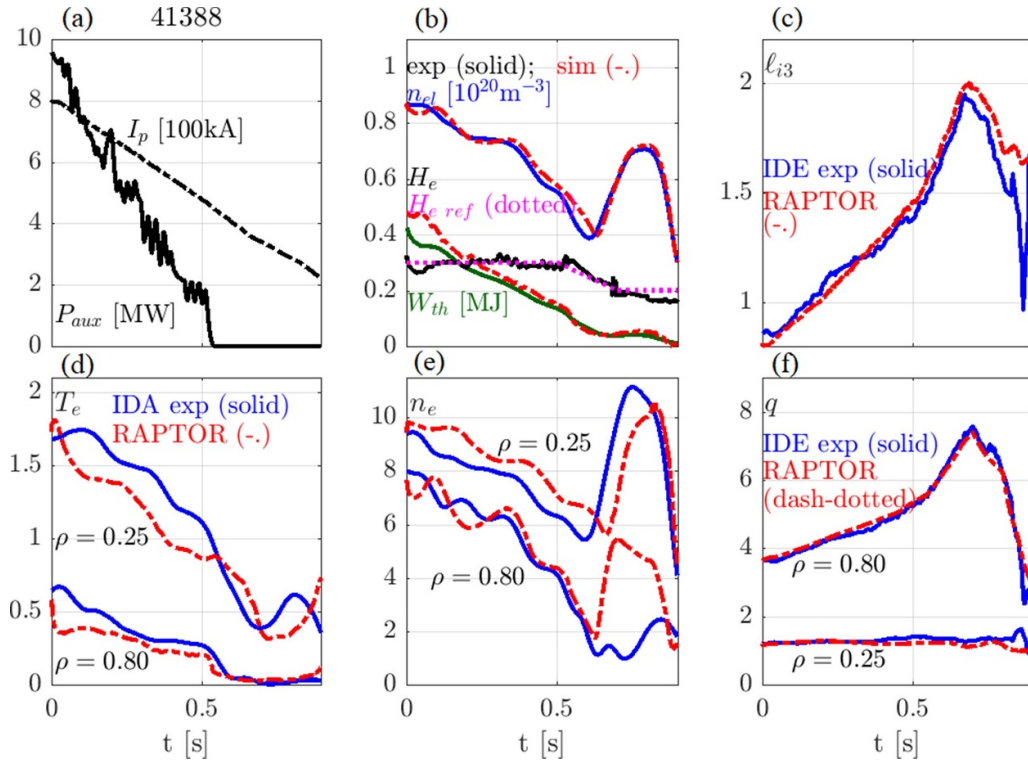 (a) 41388
10
8
6
4
2
0
I_p [100kA]
P_aux [MW]
(b)
1
0.8
0.6
0.4
0.2
0
exp (solid); sim (-.)
n_el [10^20 m^-3]
H_e
H_e ref (dotted)
W_th [MJ]
(c)
2
1.5
1
ℓ_i3
IDE exp (solid)
RAPTOR
(-.)
(d)
2
1.5
1
0.5
0
T_e
IDA exp (solid)
RAPTOR (-.)
ρ = 0.25
ρ = 0.80
0 0.5
t [s]
(e)
10
8
6
4
2
0
n_e
ρ = 0.25
ρ = 0.80
0 0.5
t [s]
(f)
8
6
4
2
0
q
IDE exp (solid)
RAPTOR
(dash-dotted)
ρ = 0.80
ρ = 0.25
0 0.5
t [s]